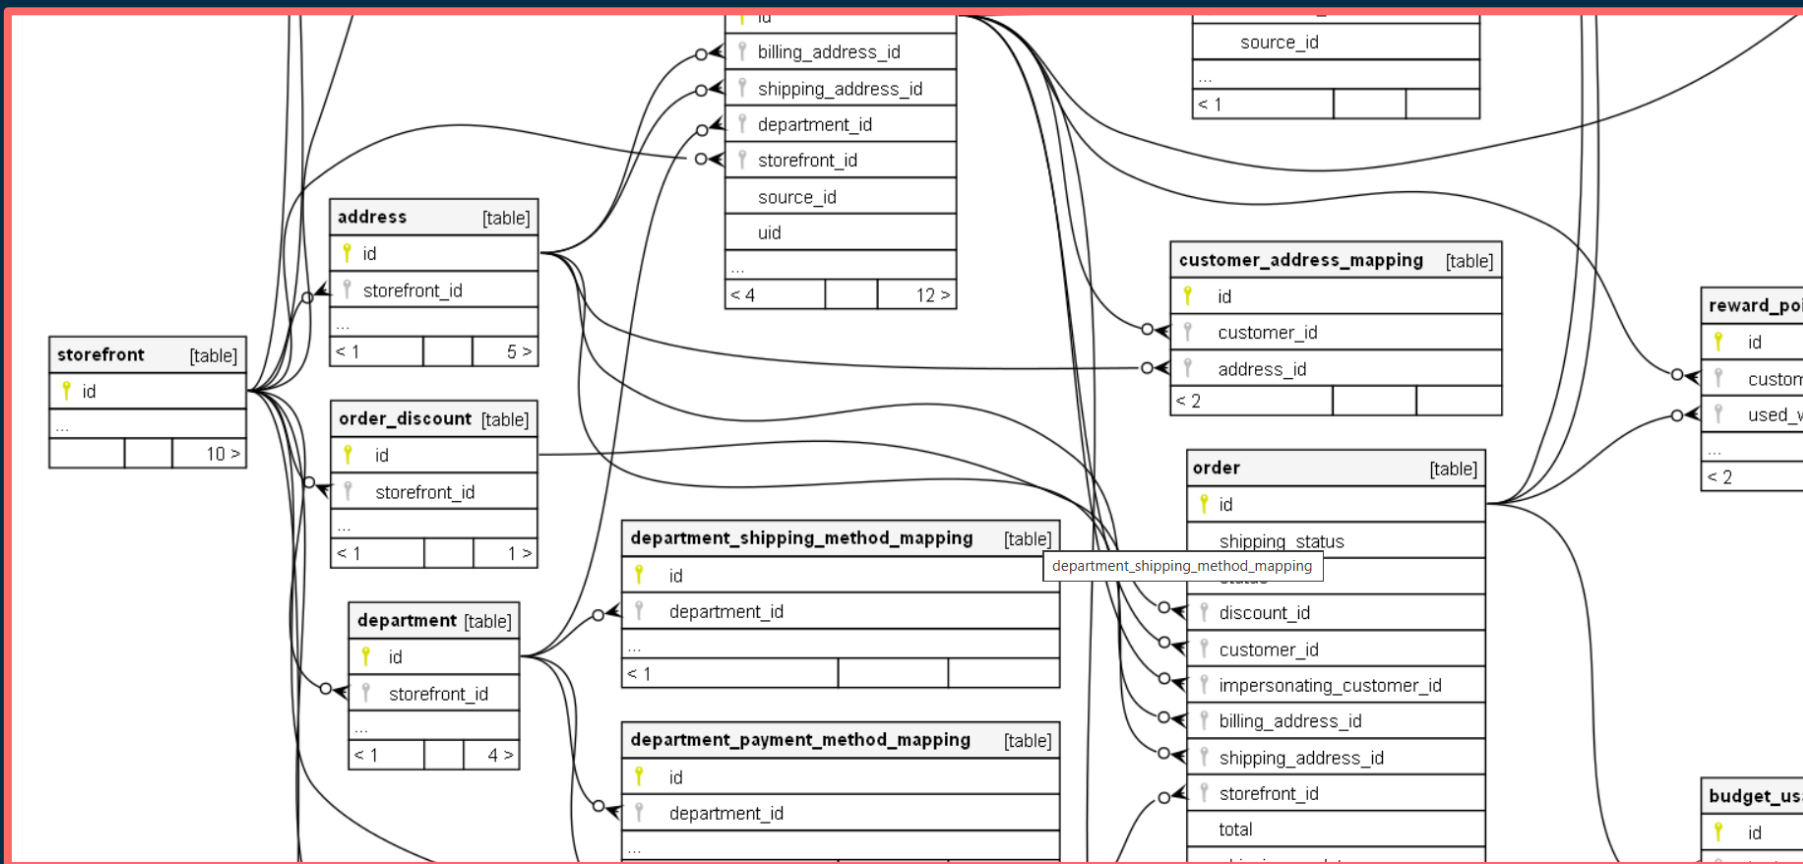 id
billing_address_id
shipping_address_id
department_id
storefront_id
source_id
uid
...
< 4 12 >
source_id
...
< 1
address [table]
id
storefront_id
...
< 1 5 >
storefront [table]
id
...
10 >
order_discount [table]
id
storefront_id
...
< 1 1 >
department [table]
id
storefront_id
...
< 1 4 >
department_shipping_method_mapping [table]
id
department_id
...
< 1
department_shipping_method_mapping
department_payment_method_mapping [table]
id
department_id
...
customer_address_mapping [table]
id
customer_id
address_id
< 2
order [table]
id
shipping_status
discount_id
customer_id
impersonating_customer_id
billing_address_id
shipping_address_id
storefront_id
total
reward_poi
id
custom
used_v
...
< 2
budget_usa
id